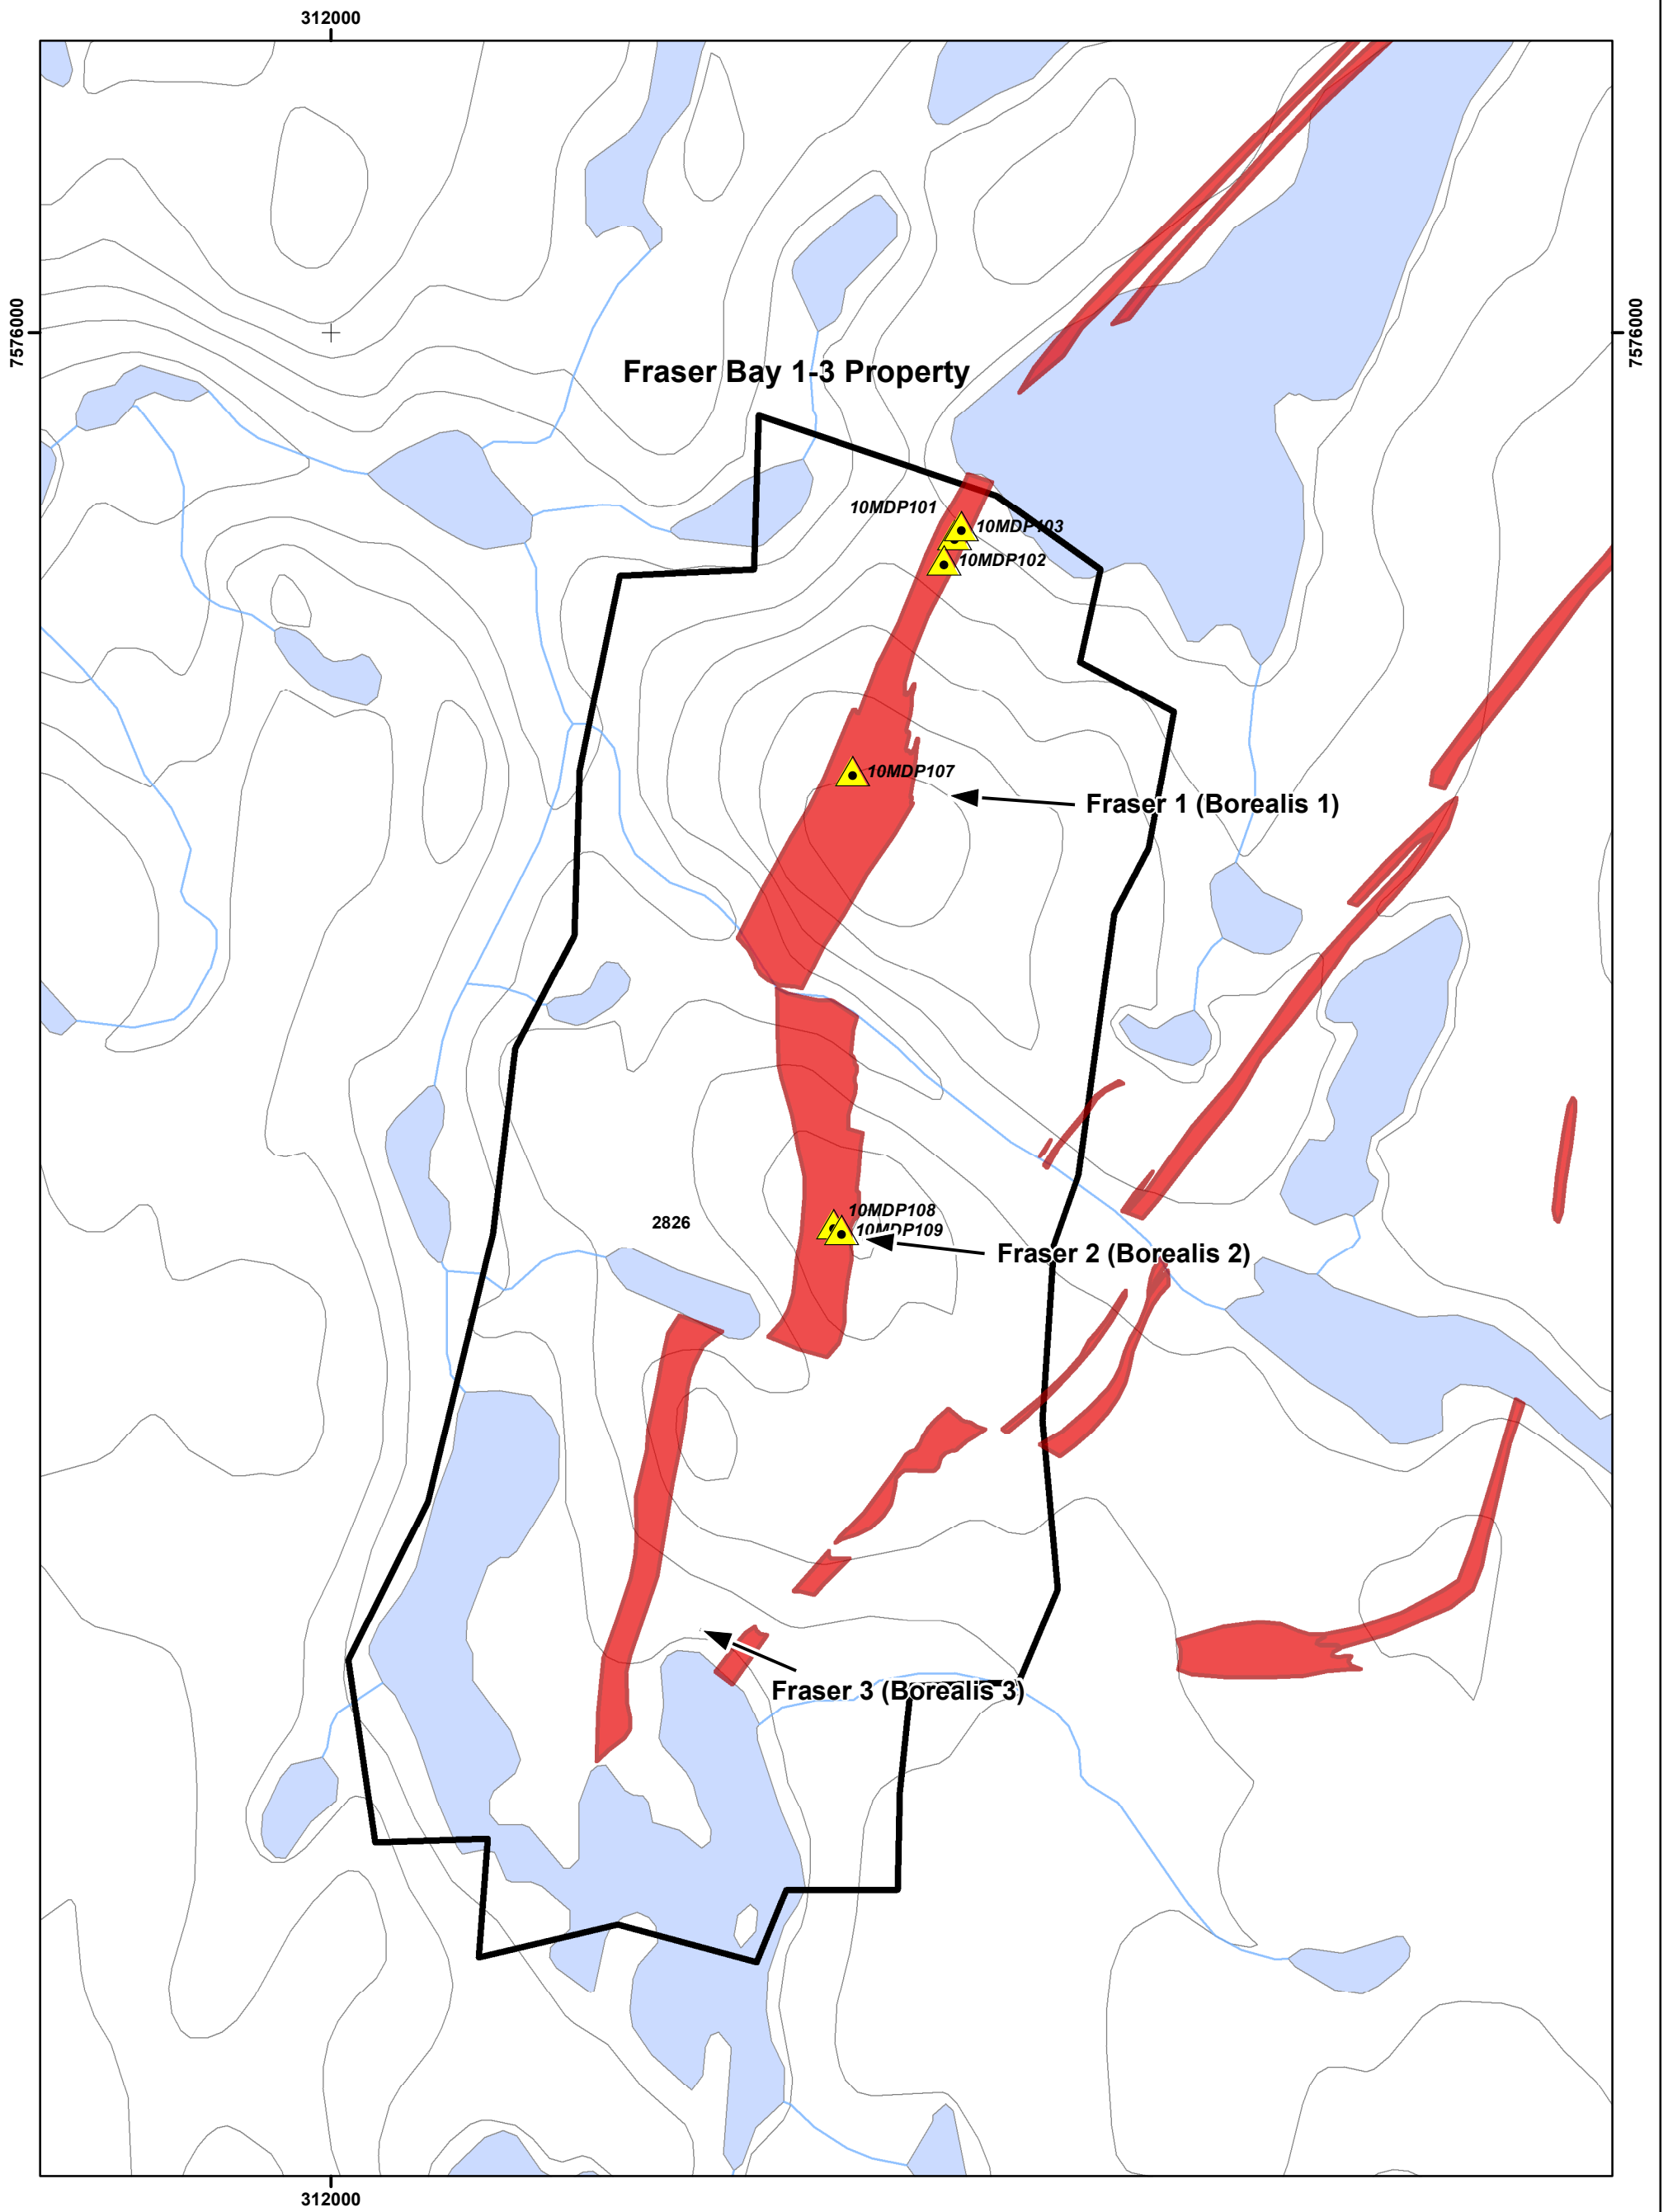 312000
7576000
7576000
Fraser Bay 1-3 Property
10MDP101
10MDP103
10MDP102
10MDP107
Fraser 1 (Borealis 1)
10MDP108
2826
10MDP109
Fraser 2 (Borealis 2)
Fraser 3 (Borealis 3)
312000